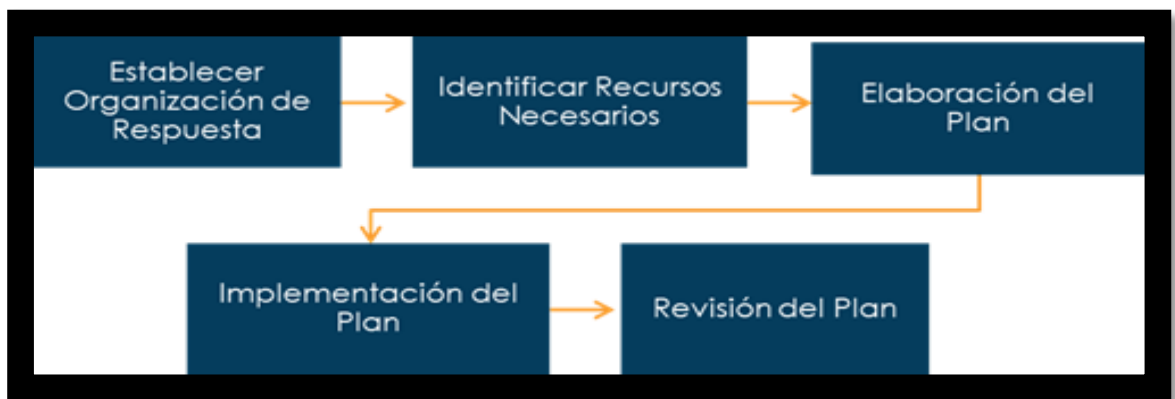 Establecer
Organización de
Respuesta
Identificar Recursos
Necesarios
Elaboración del
Plan
Implementación del
Plan
Revisión del Plan